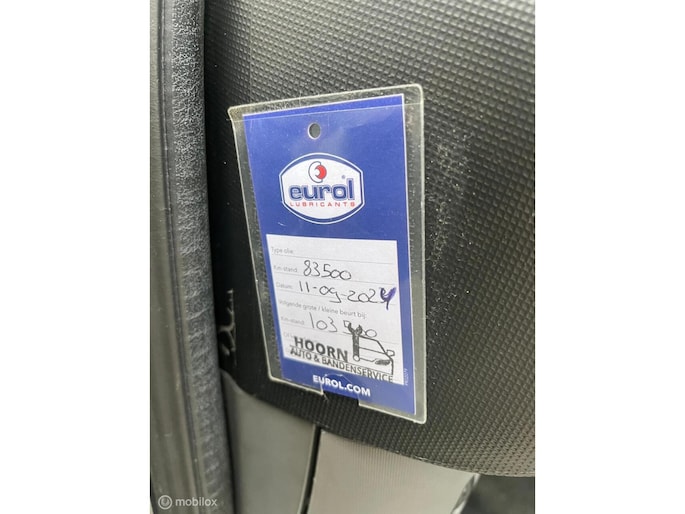 eurol
LUBRICANTS
Type olie:
Km-stand: 83500
Datum: 11-09-2024
Volgende grote / kleine beurt bij
Km-stand: 103500
HOORN
AUTO & BANDENSERVICE
EUROL.COM
mobilox